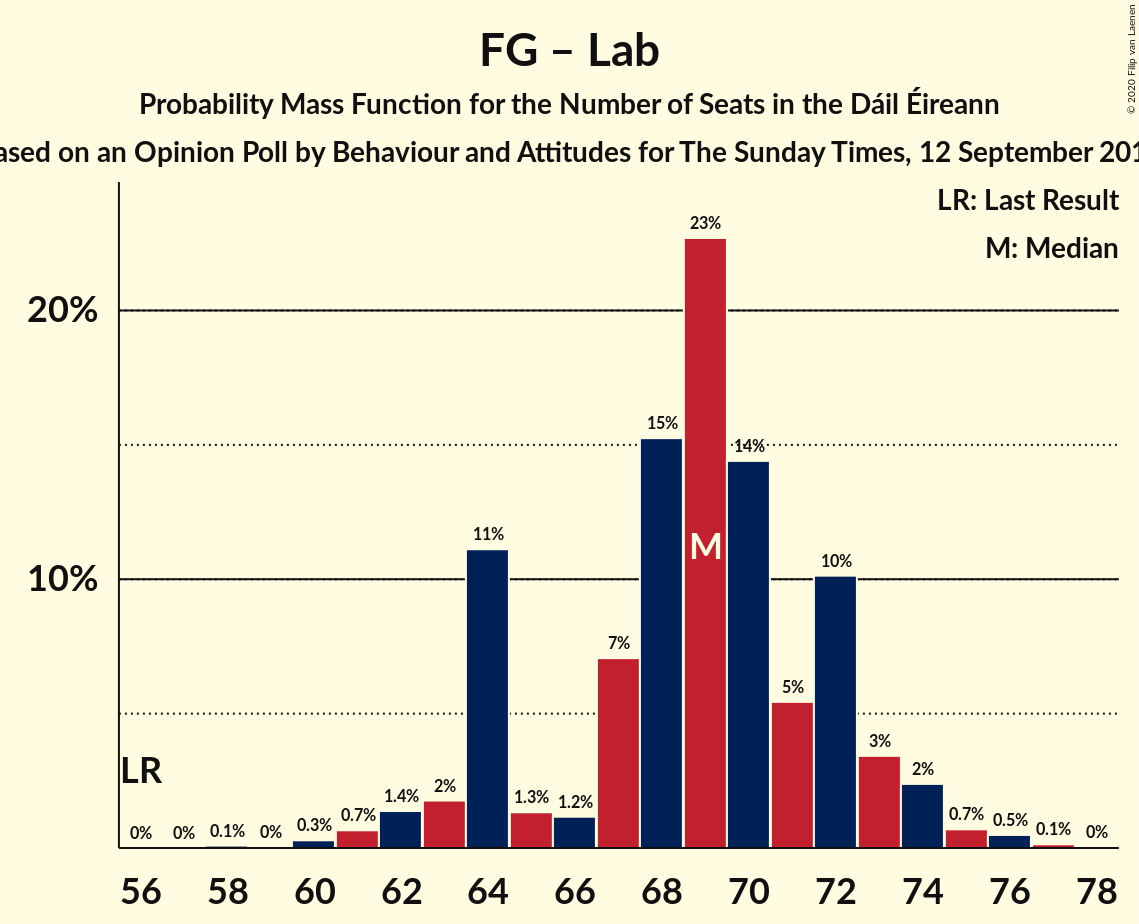 FG – Lab
Probability Mass Function for the Number of Seats in the Dáil Éireann
ased on an Opinion Poll by Behaviour and Attitudes for The Sunday Times, 12 September 201
© 2020 Filip van Laenen
LR: Last Result
M: Median
20%
10%
23%
15%
14%
11%
10%
7%
5%
3%
2%
2%
1.4%
1.3%
1.2%
0.7%
0.7%
0.5%
0.3%
0.1%
0.1%
0%
0%
0%
0%
M
LR
56 58 60 62 64 66 68 70 72 74 76 78